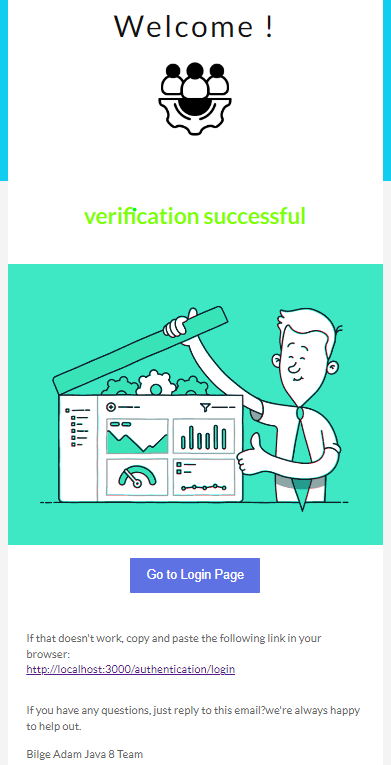 Welcome !
verification successful
Go to Login Page
If that doesn't work, copy and paste the following link in your
browser:
http://localhost:3000/authentication/login
If you have any questions, just reply to this email?we're always happy
to help out.
Bilge Adam Java 8 Team